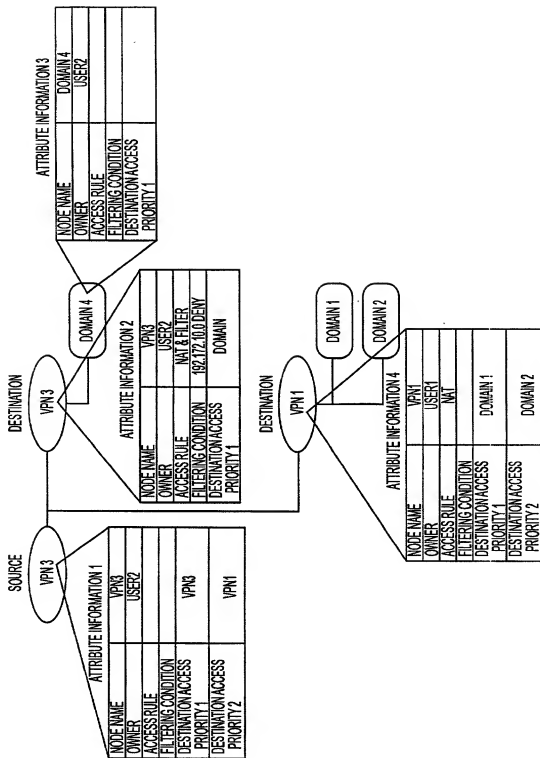 SOURCE
VPN 3
ATTRIBUTE INFORMATION 1
NODE NAME VPN3
OWNER USER2
ACCESS RULE
FILTERING CONDITION
DESTINATION ACCESS
PRIORITY 1 VPN3
DESTINATION ACCESS
PRIORITY 2 VPN1
DESTINATION
VPN 3
DOMAIN 4
ATTRIBUTE INFORMATION 2
NODE NAME VPN3
OWNER USER2
ACCESS RULE NAT & FILTER
FILTERING CONDITION 192.172.10.0 DENY
DESTINATION ACCESS
PRIORITY 1 DOMAIN
ATTRIBUTE INFORMATION 3
NODE NAME DOMAIN 4
OWNER USER2
ACCESS RULE
FILTERING CONDITION
DESTINATION ACCESS
PRIORITY 1
DESTINATION
VPN1
DOMAIN 1
DOMAIN 2
ATTRIBUTE INFORMATION 4
NODE NAME VPN1
OWNER USER1
ACCESS RULE NAT
FILTERING CONDITION
DESTINATION ACCESS
PRIORITY 1 DOMAIN 1
DESTINATION ACCESS
PRIORITY 2 DOMAIN 2